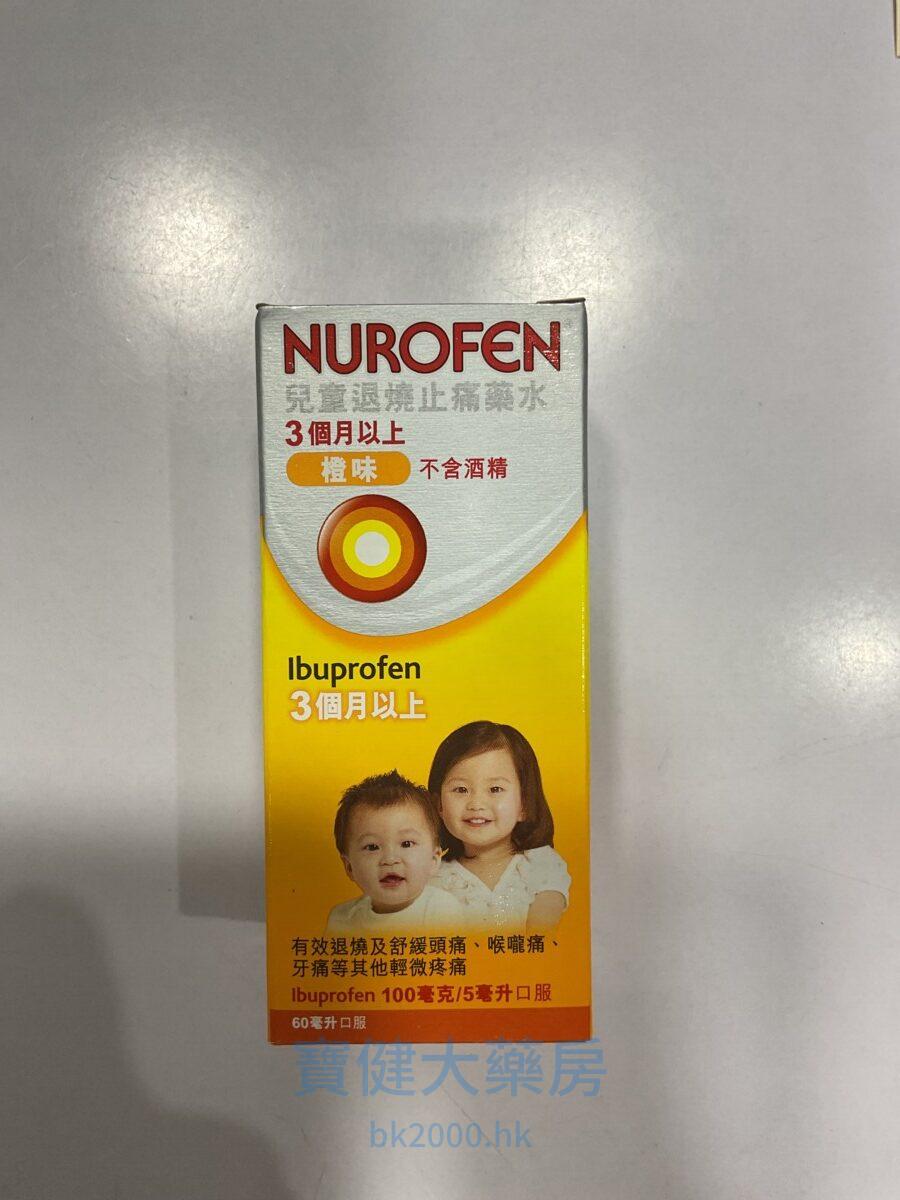 NUROFEN
兒童退燒止痛藥水
3個月以上
橙味 不含酒精
Ibuprofen
3個月以上
有效退燒及舒緩頭痛、喉嚨痛、
牙痛等其他輕微疼痛
Ibuprofen 100毫克/5毫升口服
60毫升口服
寶健大藥房
bk2000.hk